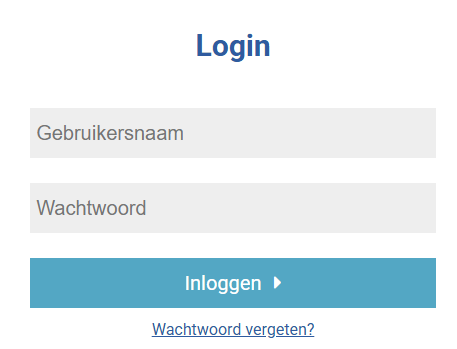 Login
Gebruikersnaam
Wachtwoord
Inloggen
Wachtwoord vergeten?